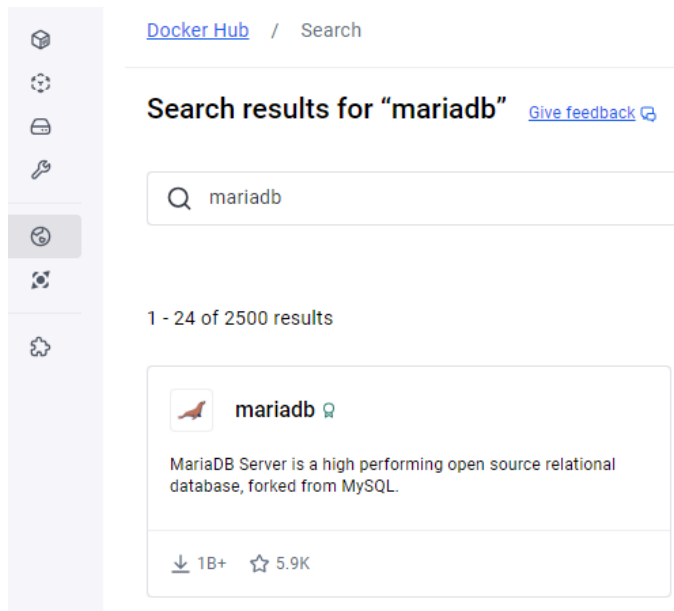 Docker Hub / Search
Search results for “mariadb” Give feedback
mariadb
1 - 24 of 2500 results
mariadb
MariaDB Server is a high performing open source relational
database, forked from MySQL.
1B+ 5.9K